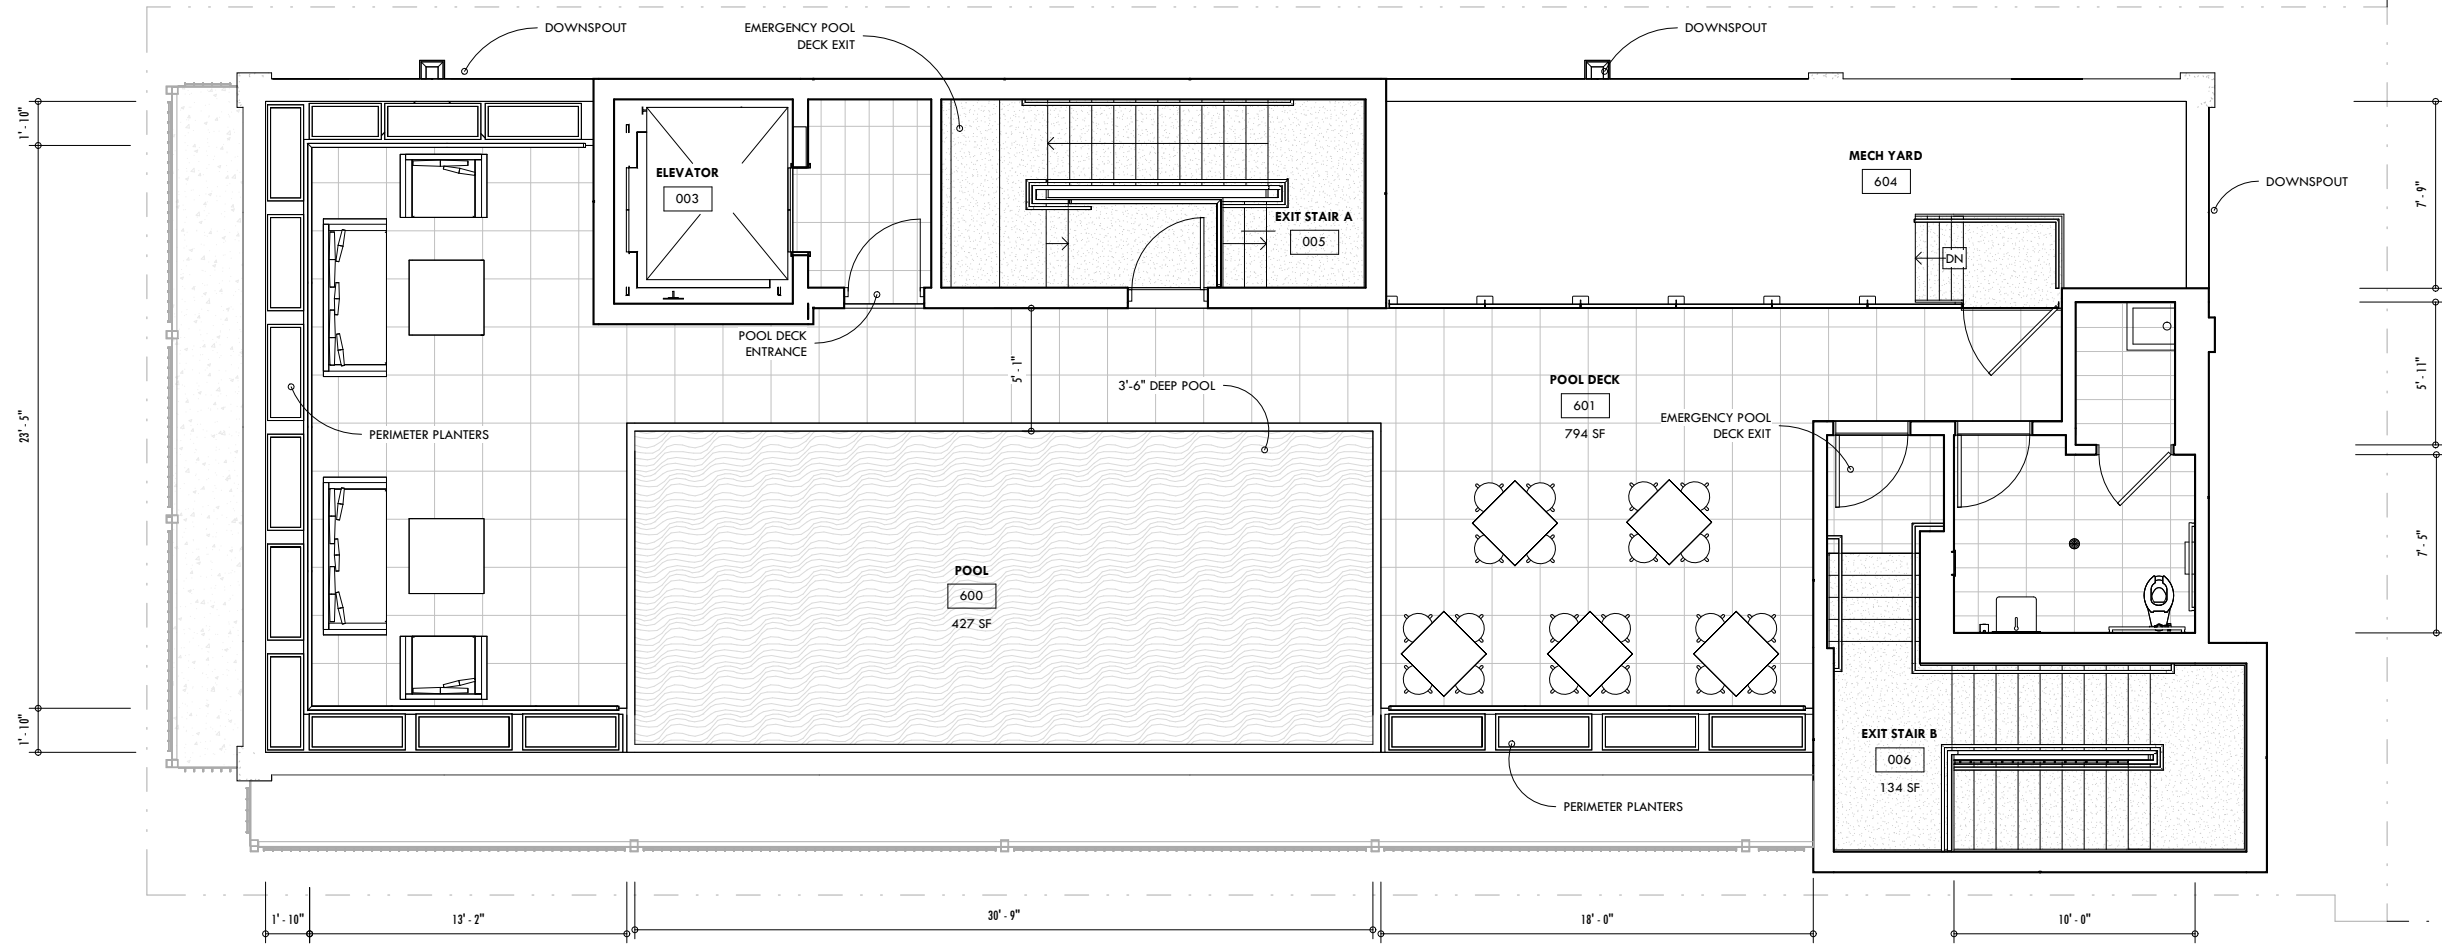 DOWNSPOUT
EMERGENCY POOL
DECK EXIT
DOWNSPOUT
1' - 10"
ELEVATOR
003
MECH YARD
604
DOWNSPOUT
7' - 9"
EXIT STAIR A
005
DN
POOL DECK
ENTRANCE
5' - 1"
3'-6" DEEP POOL
POOL DECK
601
794 SF
EMERGENCY POOL
DECK EXIT
5' - 11"
PERIMETER PLANTERS
23' - 5"
7' - 5"
POOL
600
427 SF
1' - 10"
EXIT STAIR B
006
134 SF
PERIMETER PLANTERS
1' - 10"
13' - 2"
30' - 9"
18' - 0"
10' - 0"